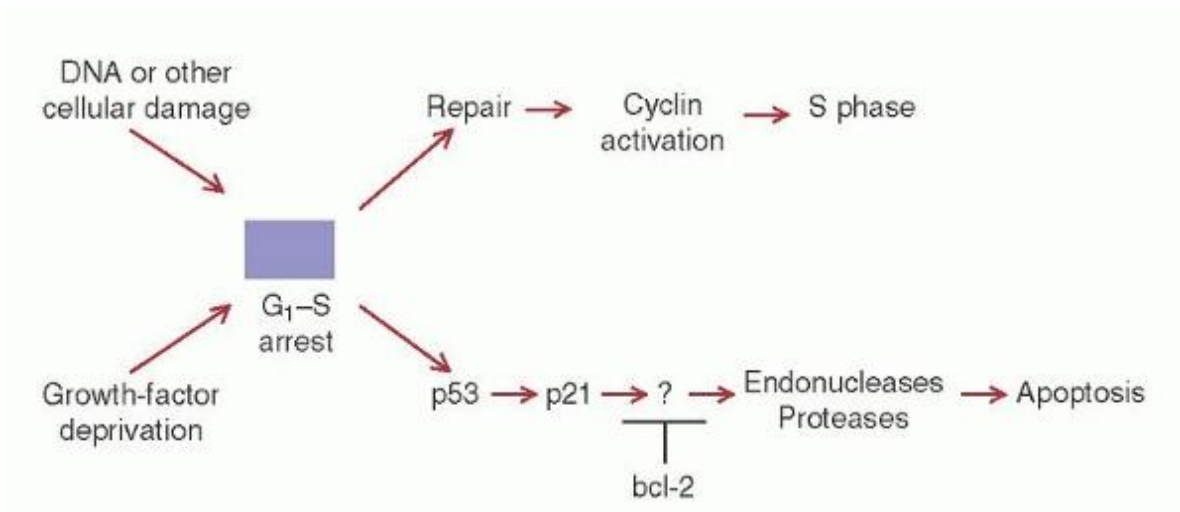 DNA or other
cellular damage
Repair
Cyclin
activation
S phase
G₁–S
arrest
Growth-factor
deprivation
p53
p21
?
Endonucleases
Proteases
Apoptosis
bcl-2